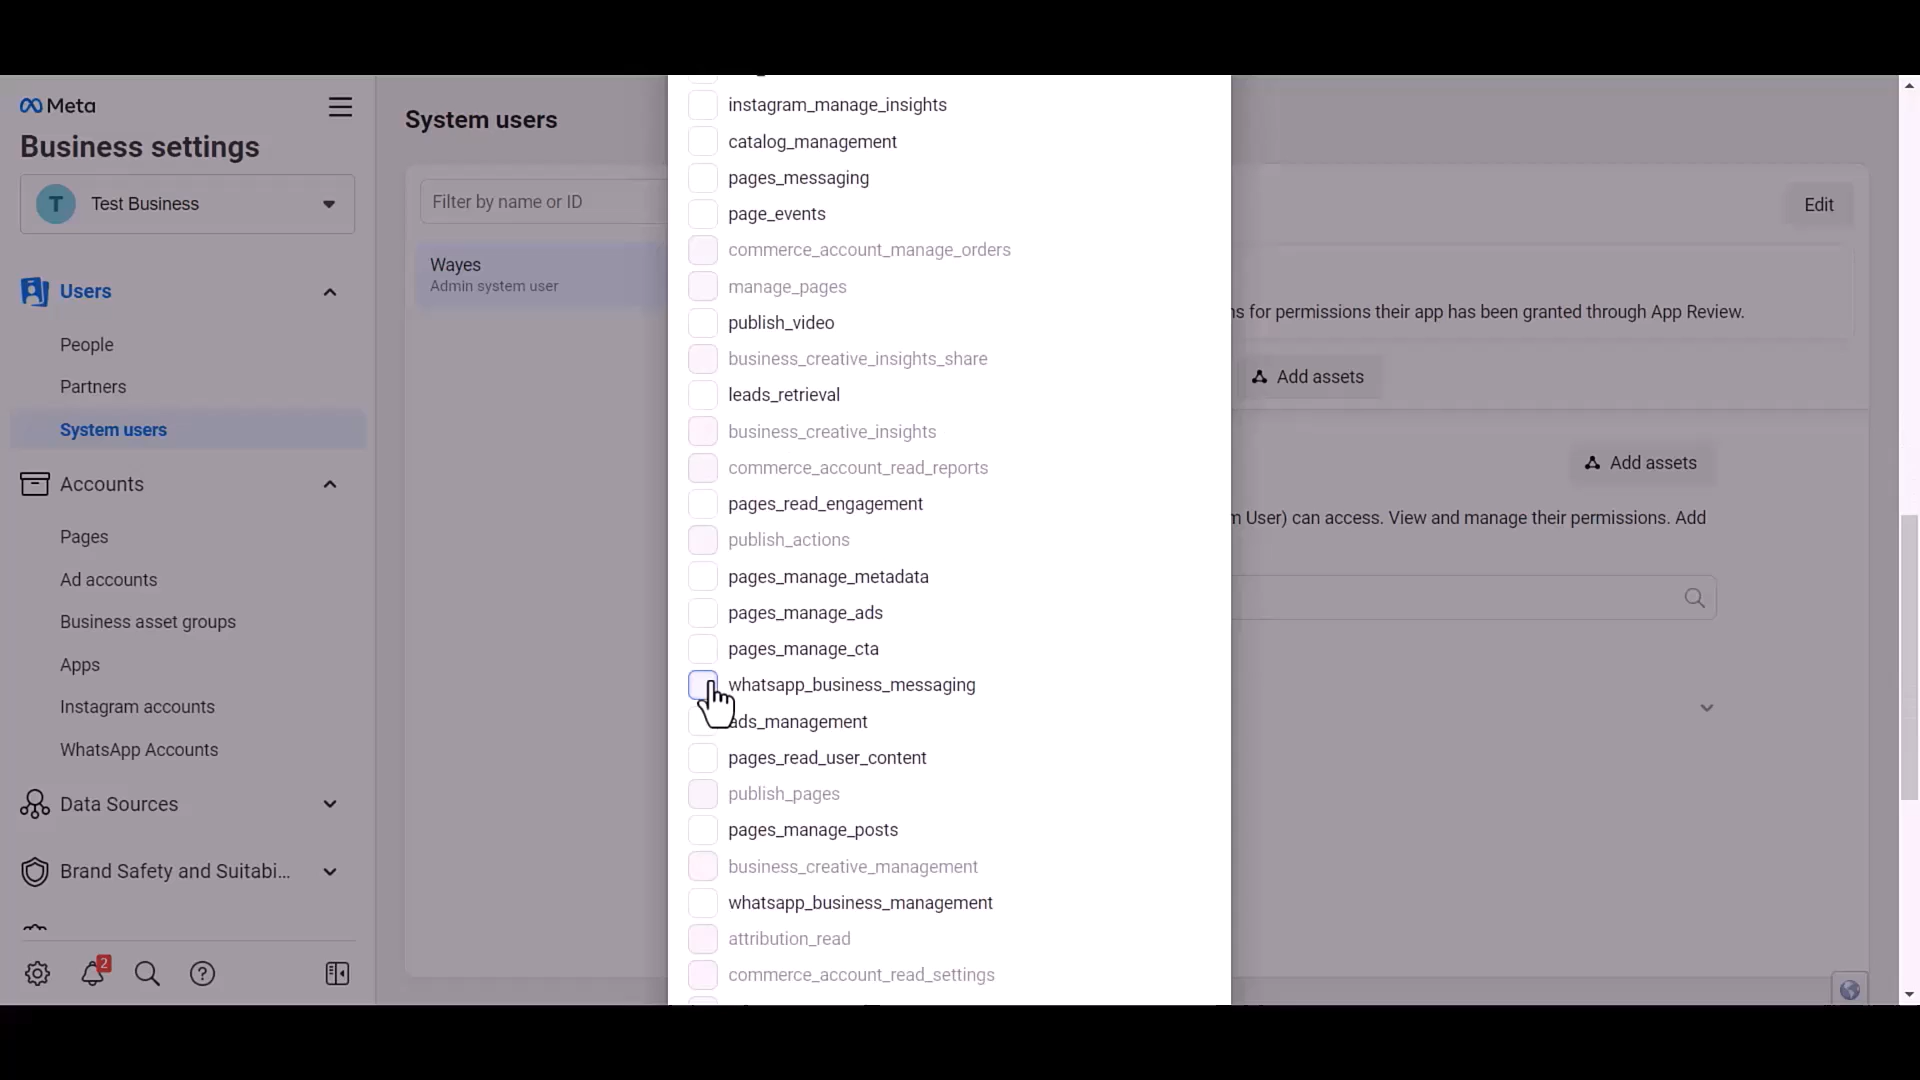 Meta
Business settings
T
Test Business
Users
People
Partners
System users
Accounts
Pages
Ad accounts
Business asset groups
Apps
Instagram accounts
WhatsApp Accounts
Data Sources
Brand Safety and Suitabi...
2
System users
Filter by name or ID
Wayes
Admin system user
instagram_manage_insights
catalog_management
pages_messaging
page_events
commerce_account_manage_orders
manage_pages
publish_video
business_creative_insights_share
leads_retrieval
business_creative_insights
commerce_account_read_reports
pages_read_engagement
publish_actions
pages_manage_metadata
pages_manage_ads
pages_manage_cta
whatsapp_business_messaging
ads_management
pages_read_user_content
publish_pages
pages_manage_posts
business_creative_management
whatsapp_business_management
attribution_read
commerce_account_read_settings
Edit
for permissions their app has been granted through App Review.
Add assets
Add assets
User) can access. View and manage their permissions. Add